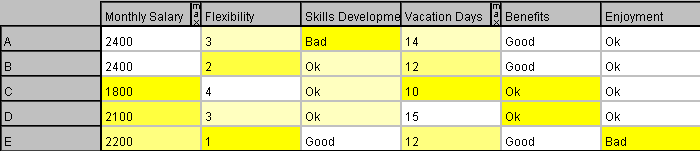 Monthly Salary max Flexibility Skills Developme Vacation Days max Benefits Enjoyment
A 2400 3 Bad 14 Good Ok
B 2400 2 Ok 12 Good Ok
C 1800 4 Ok 10 Ok Ok
D 2100 3 Ok 15 Ok Ok
E 2200 1 Good 12 Good Bad